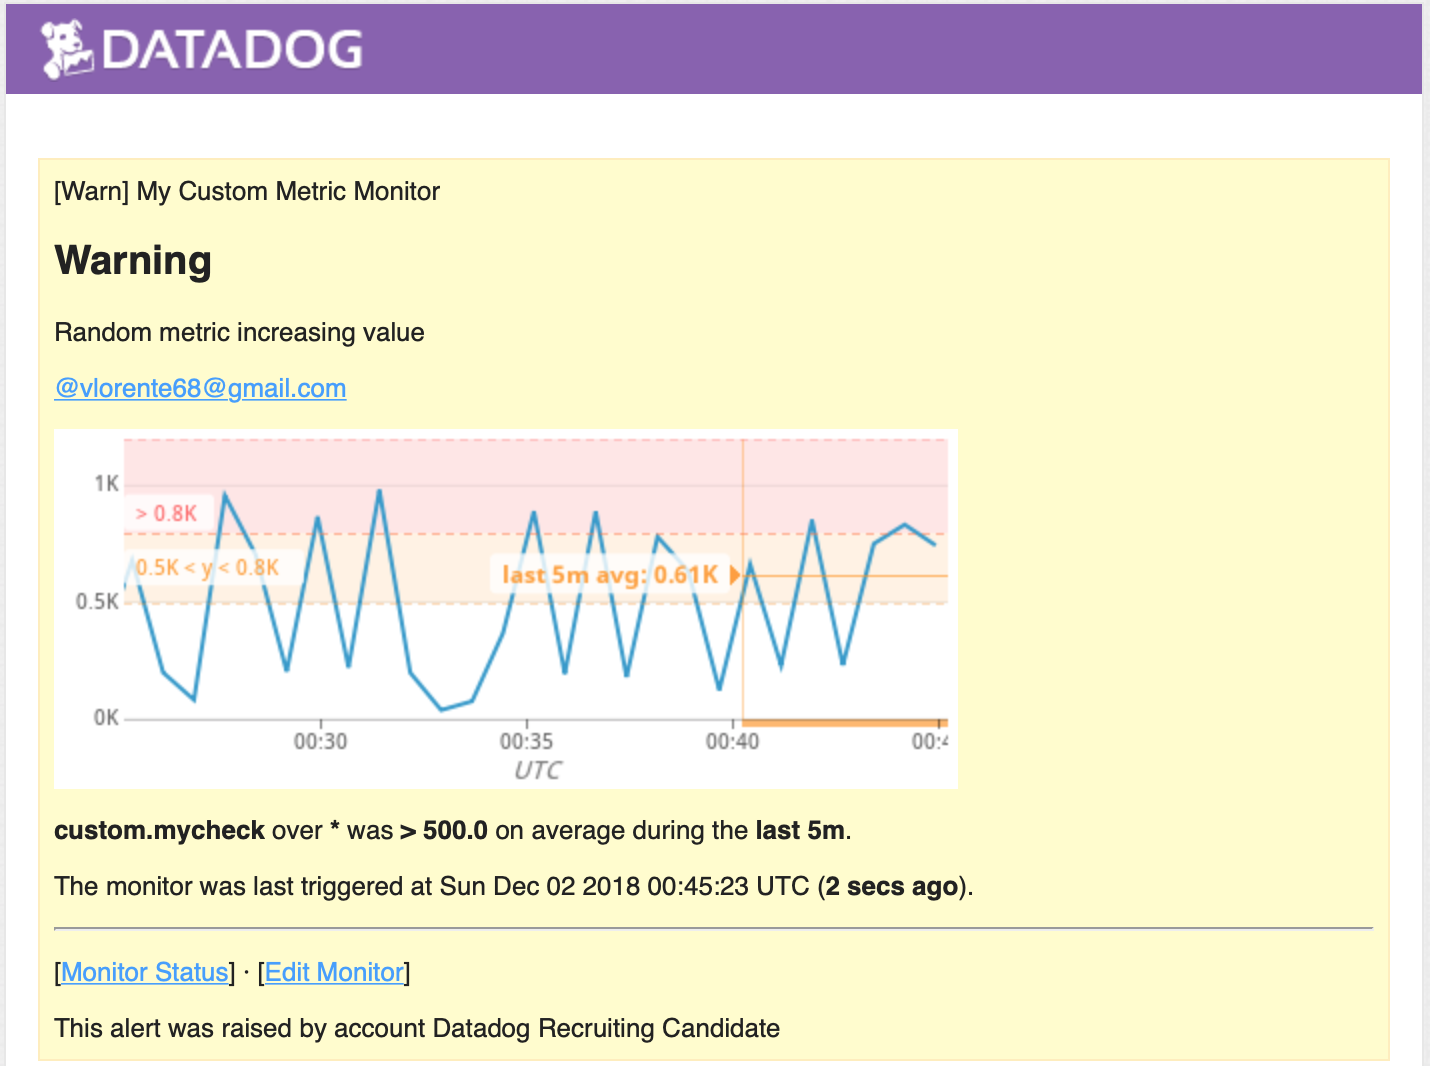 DATADOG
[Warn] My Custom Metric Monitor
Warning
Random metric increasing value
@vlorente68@gmail.com
1K
> 0.8K
0.5K < y < 0.8K
last 5m avg: 0.61K
0.5K
0K
00:30 00:35 00:40 00:4
UTC
custom.mycheck over * was > 500.0 on average during the last 5m.
The monitor was last triggered at Sun Dec 02 2018 00:45:23 UTC (2 secs ago).
[Monitor Status] · [Edit Monitor]
This alert was raised by account Datadog Recruiting Candidate